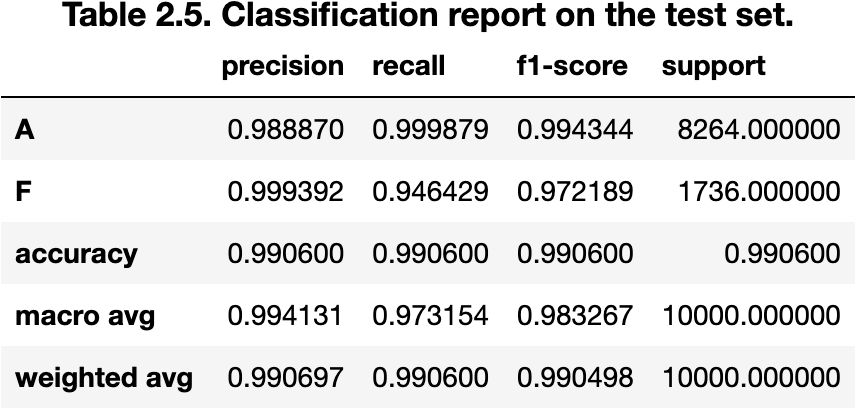 Table 2.5. Classification report on the test set.
precision recall f1-score support
A 0.988870 0.999879 0.994344 8264.000000
F 0.999392 0.946429 0.972189 1736.000000
accuracy 0.990600 0.990600 0.990600 0.990600
macro avg 0.994131 0.973154 0.983267 10000.000000
weighted avg 0.990697 0.990600 0.990498 10000.000000